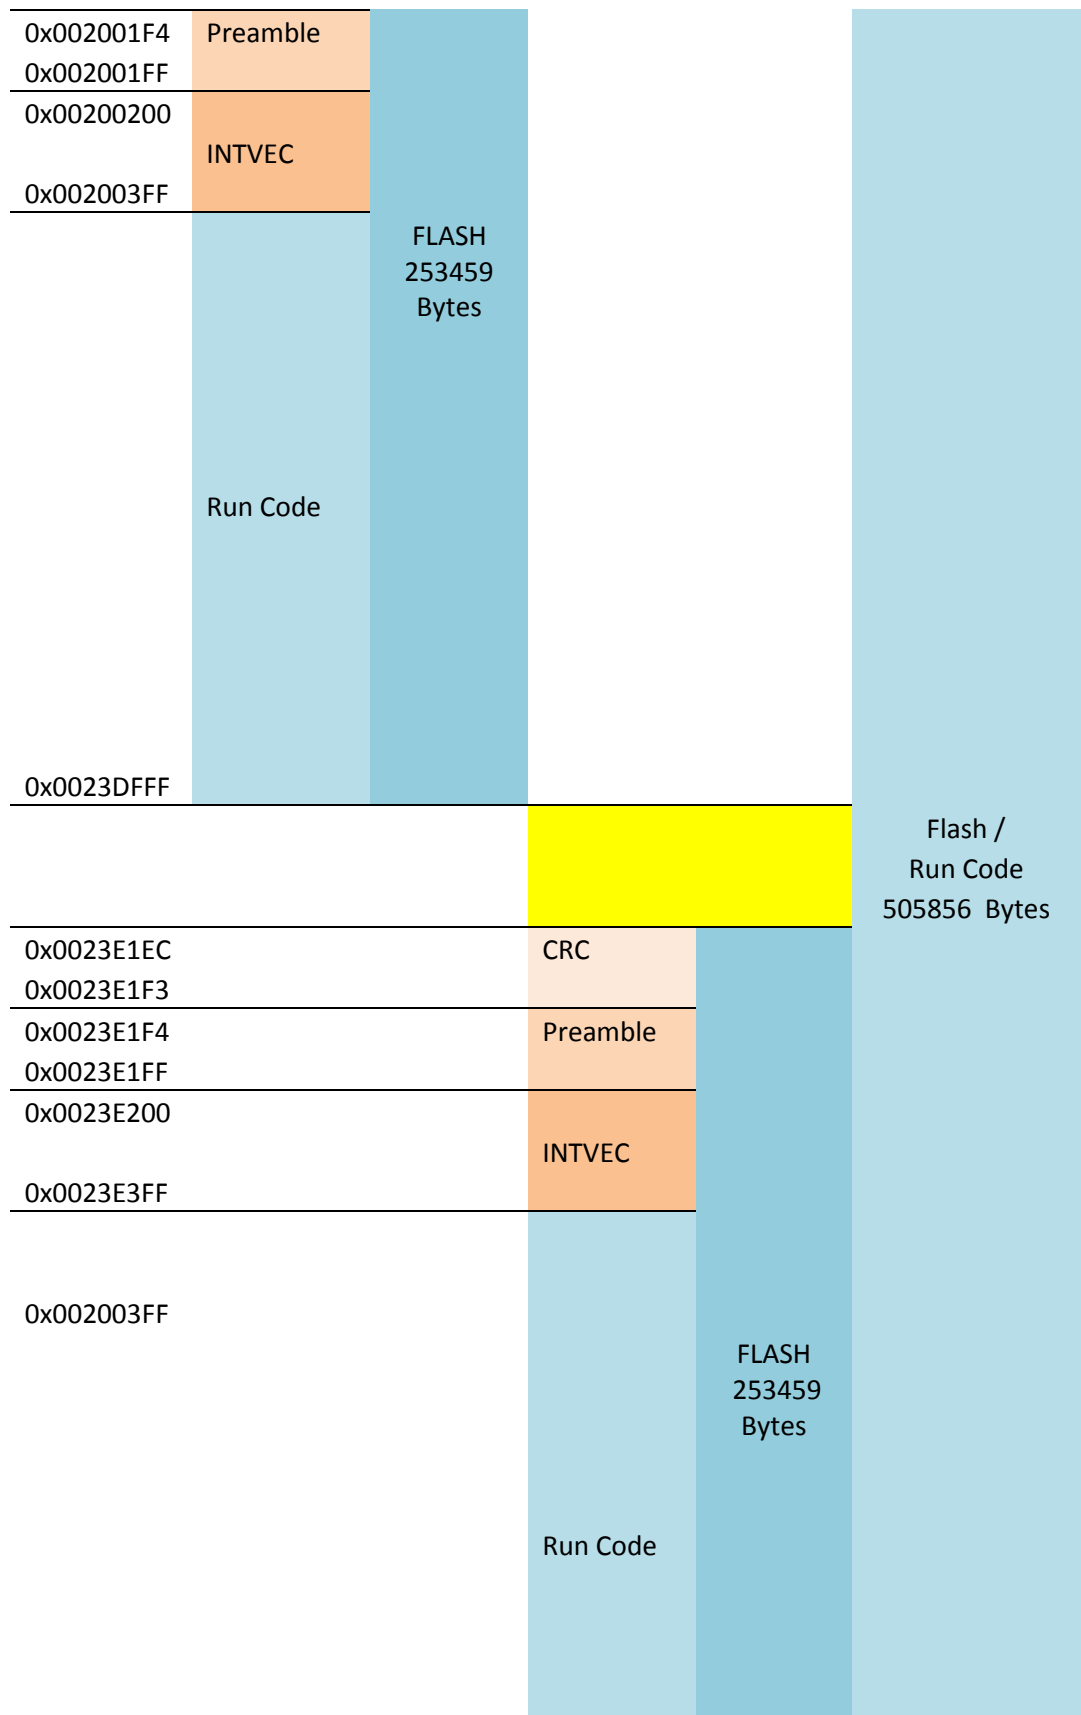 0x002001F4 Preamble
0x002001FF
0x00200200
INTVEC
0x002003FF
FLASH
253459
Bytes
Run Code
0x0023DFFF
Flash /
Run Code
505856 Bytes
0x0023E1EC CRC
0x0023E1F3
0x0023E1F4 Preamble
0x0023E1FF
0x0023E200
INTVEC
0x0023E3FF
0x002003FF
FLASH
253459
Bytes
Run Code